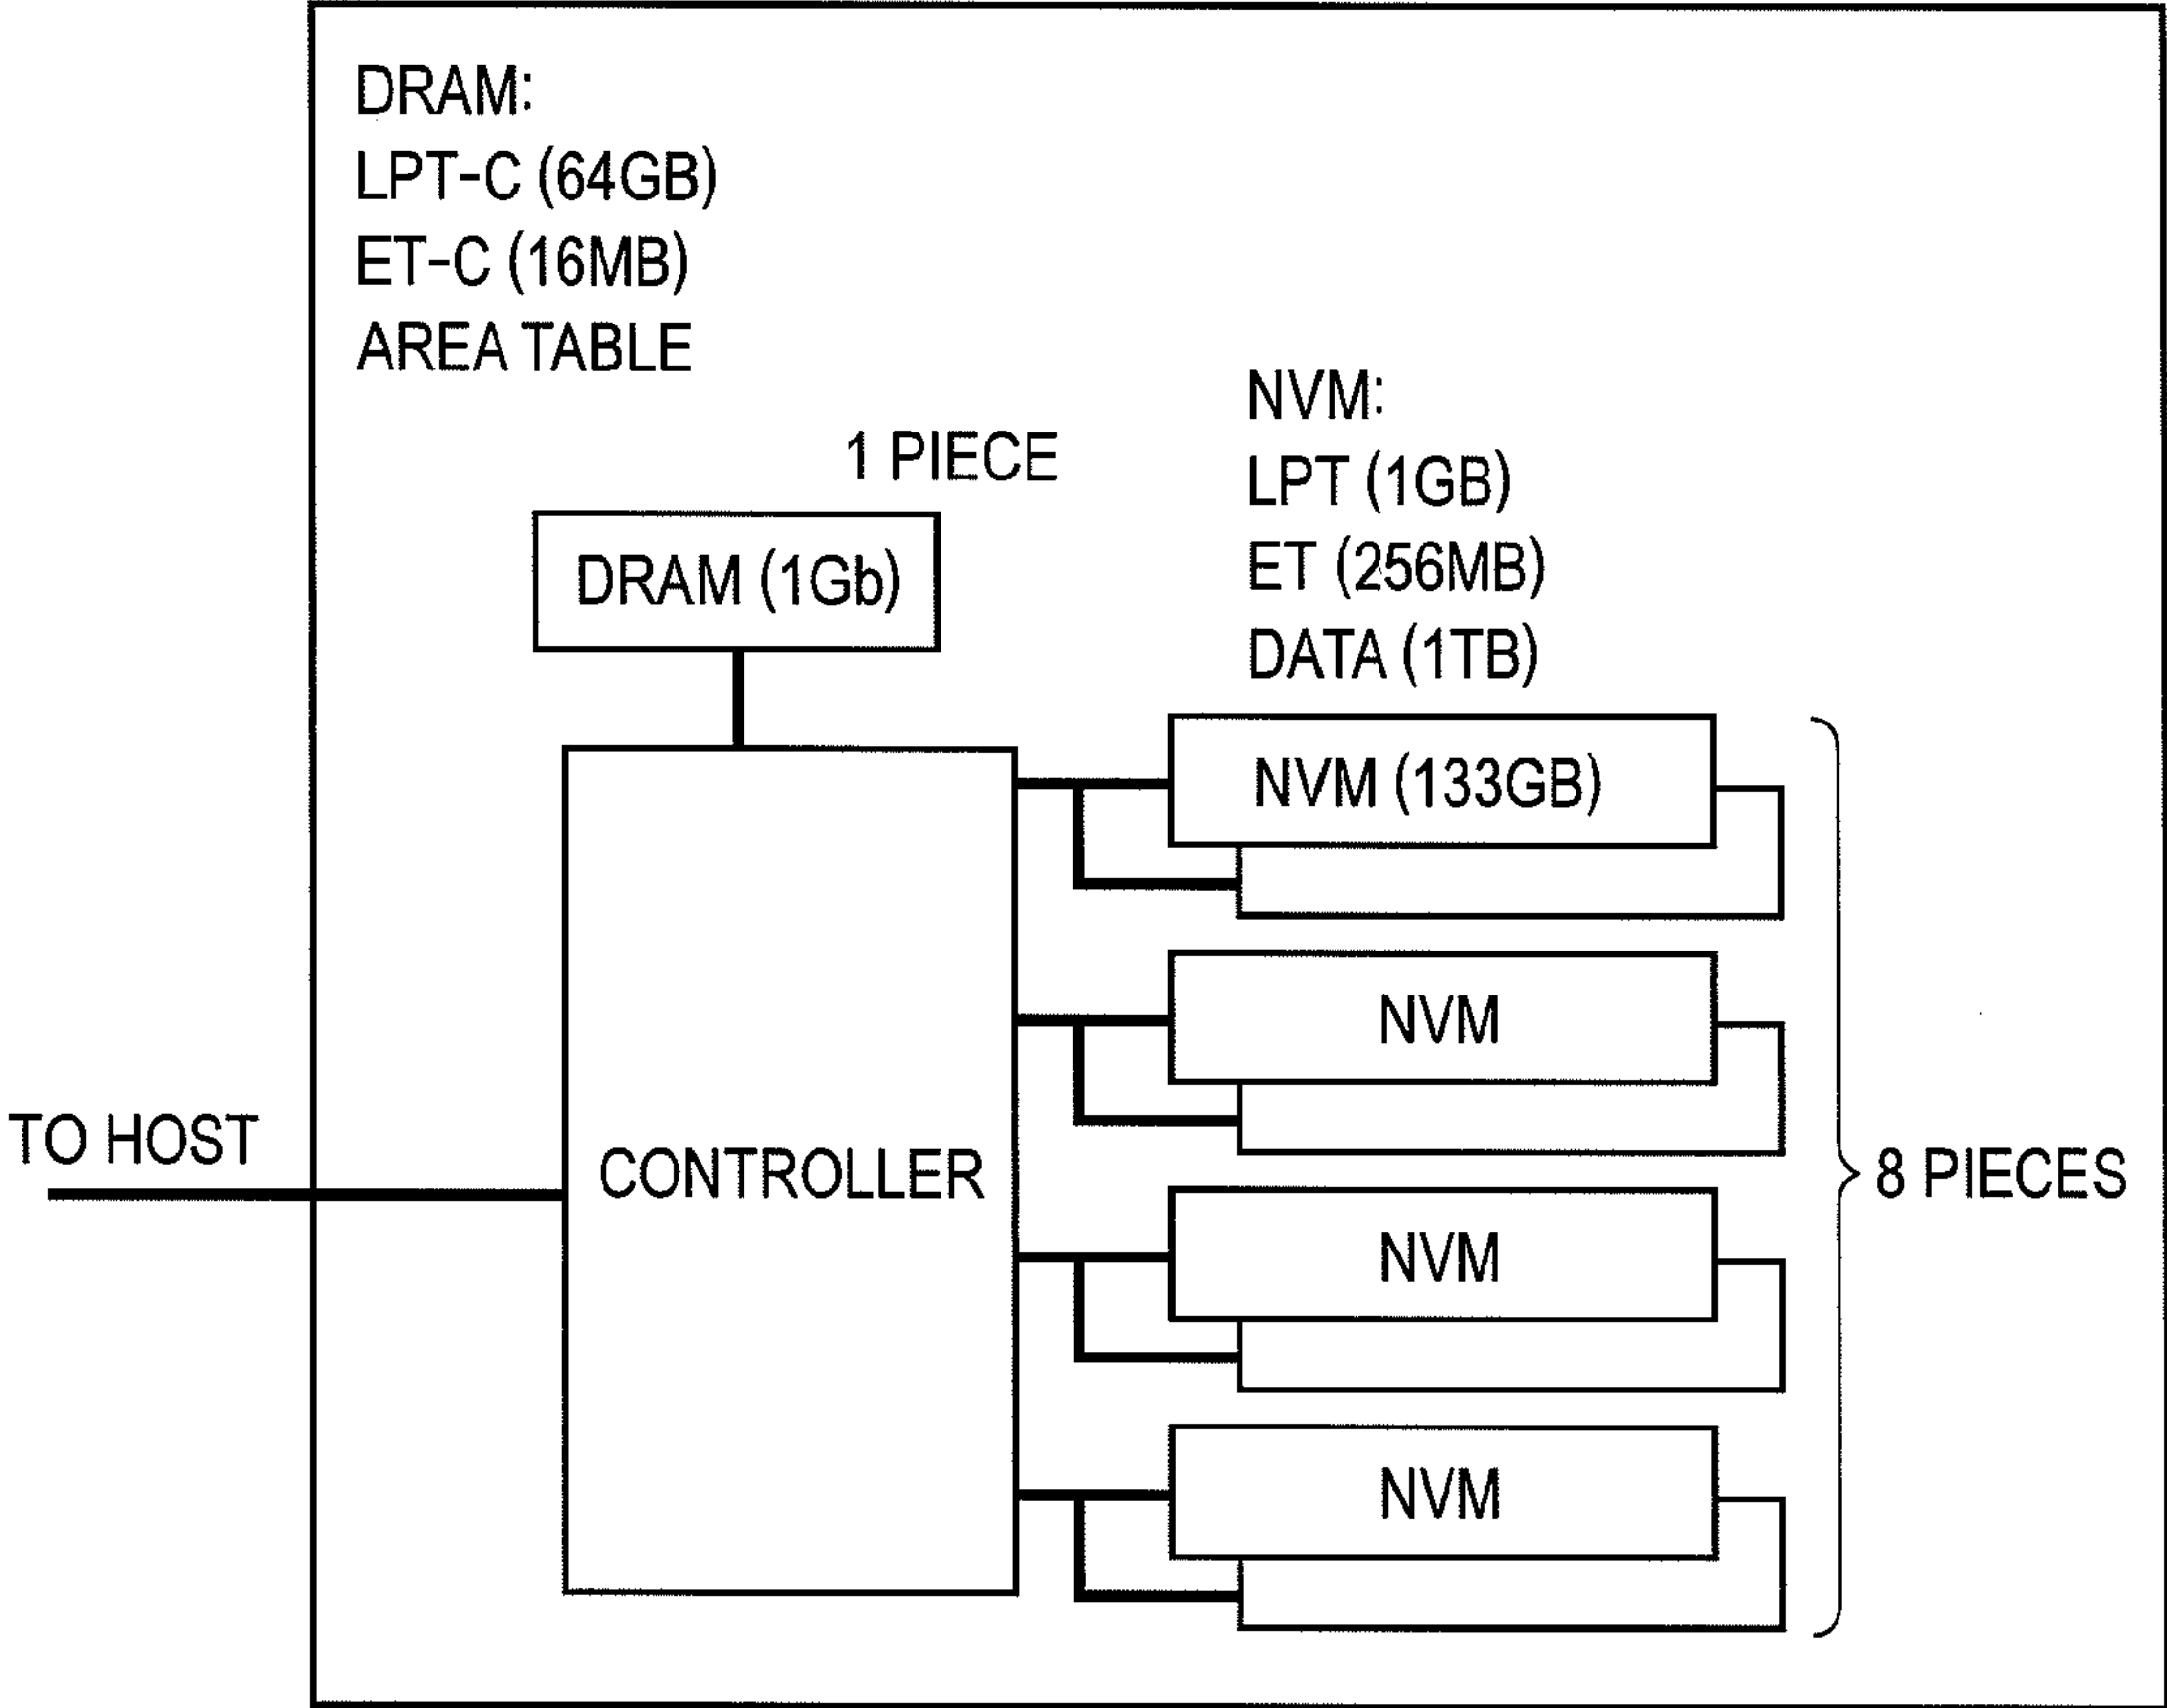 DRAM:
LPT-C (64GB)
ET-C (16MB)
AREA TABLE
1 PIECE
DRAM (1Gb)
NVM:
LPT (1GB)
ET (256MB)
DATA (1TB)
NVM (133GB)
NVM
TO HOST
CONTROLLER
8 PIECES
NVM
NVM